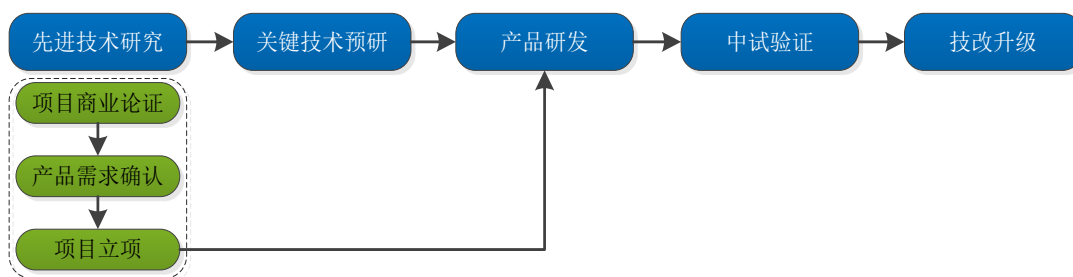 先进技术研究
关键技术预研
产品研发
中试验证
技改升级
项目商业论证
产品需求确认
项目立项